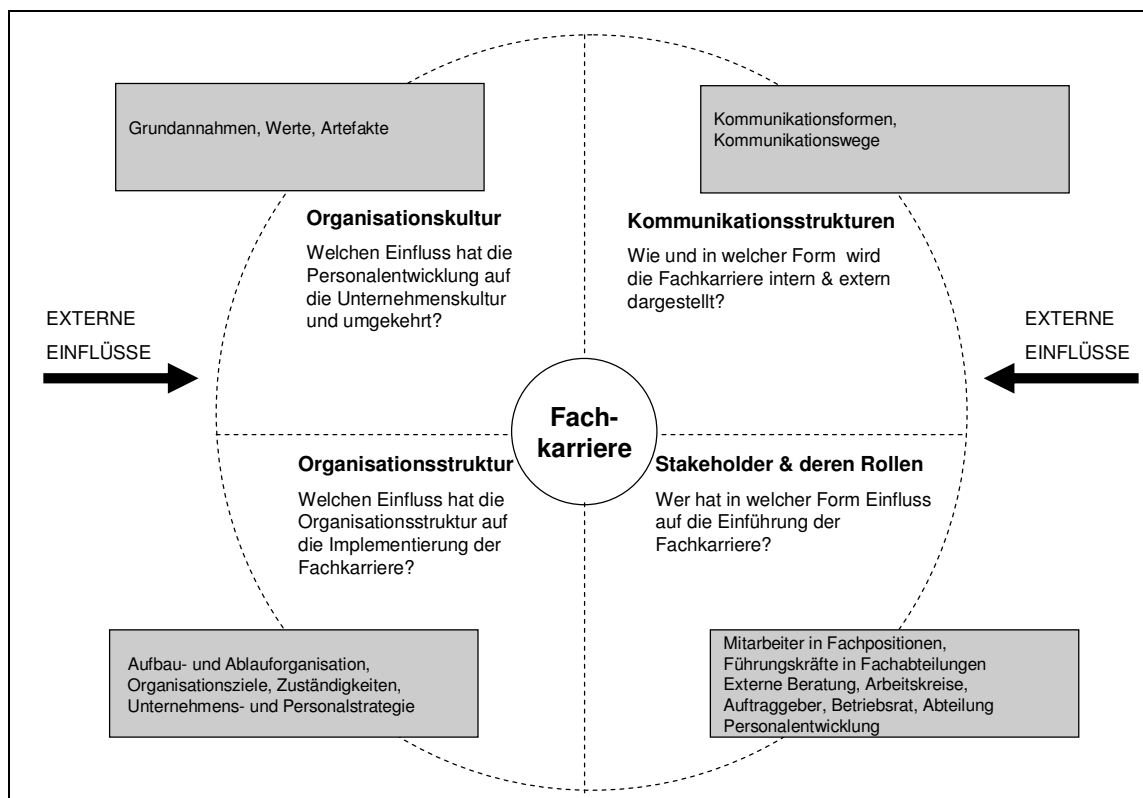 Grundannahmen, Werte, Artefakte
Kommunikationsformen,
Kommunikationswege
Organisationskultur
Welchen Einfluss hat die
Personalentwicklung auf
die Unternehmenskultur
und umgekehrt?
Kommunikationsstrukturen
Wie und in welcher Form wird
die Fachkarriere intern & extern
dargestellt?
EXTERNE
EINFLÜSSE
EXTERNE
EINFLÜSSE
Fach-
karriere
Organisationsstruktur
Welchen Einfluss hat die
Organisationsstruktur auf
die Implementierung der
Fachkarriere?
Stakeholder & deren Rollen
Wer hat in welcher Form Einfluss
auf die Einführung der
Fachkarriere?
Aufbau- und Ablauforganisation,
Organisationsziele, Zuständigkeiten,
Unternehmens- und Personalstrategie
Mitarbeiter in Fachpositionen,
Führungskräfte in Fachabteilungen
Externe Beratung, Arbeitskreise,
Auftraggeber, Betriebsrat, Abteilung
Personalentwicklung